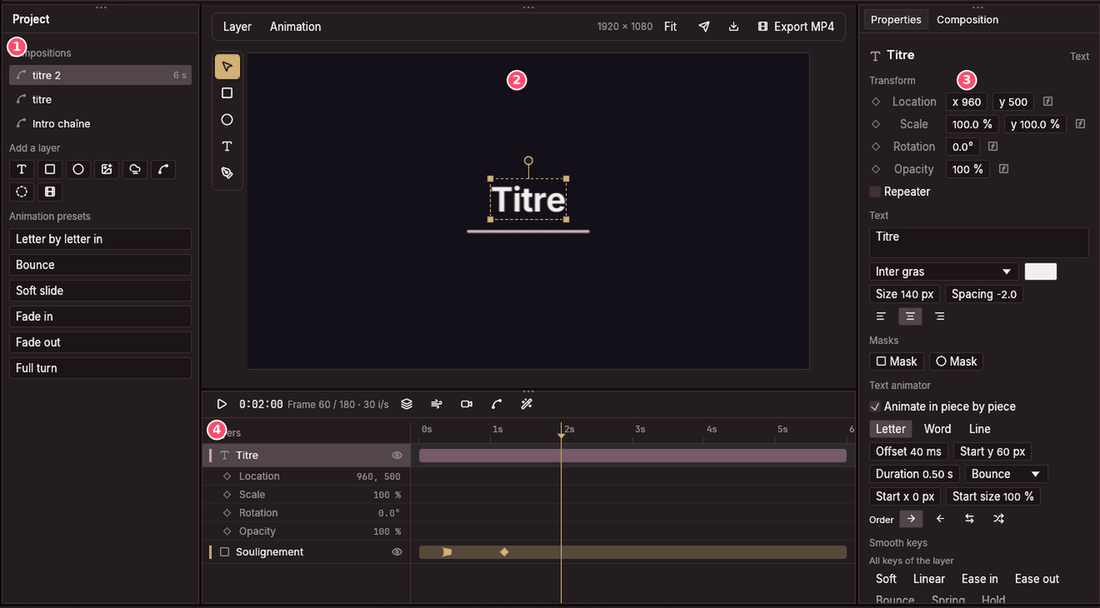 Project
1
mpositions
titre 2
6 s
titre
Intro chaîne
Add a layer
T
Animation presets
Letter by letter in
Bounce
Soft slide
Fade in
Fade out
Full turn
Layer
Animation
1920 × 1080
Fit
Export MP4
T
2
Titre
0:02:00
Frame 60 / 180 · 30 i/s
4
ers
0s
1s
2s
3s
4s
5s
6
T Titre
Location
960, 500
Scale
100 %
Rotation
0.0°
Opacity
100 %
Soulignement
Properties
Composition
T Titre
Text
Transform
3
Location
x 960
y 500
Scale
100.0 %
y 100.0 %
Rotation
0.0°
Opacity
100 %
Repeater
Text
Titre
Inter gras
Size 140 px
Spacing -2.0
Masks
Mask
Mask
Text animator
Animate in piece by piece
Letter
Word
Line
Offset 40 ms
Start y 60 px
Duration 0.50 s
Bounce
Start x 0 px
Start size 100 %
Order
Smooth keys
All keys of the layer
Soft
Linear
Ease in
Ease out
Bounce
Spring
Hold